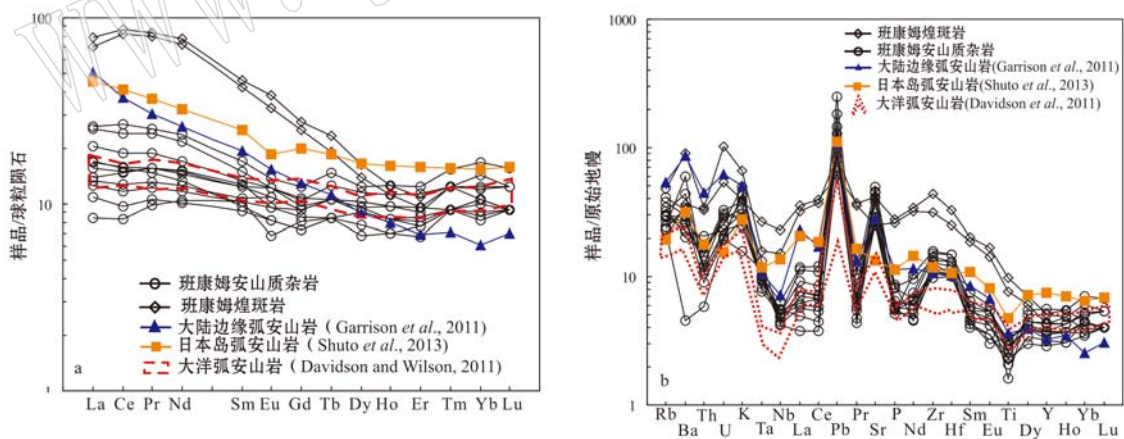 100
10
1
样品/球粒陨石
班康姆安山质杂岩
班康姆煌斑岩
大陆边缘弧安山岩（Garrison et al., 2011）
日本岛弧安山岩（Shuto et al., 2013）
大洋弧安山岩（Davidson and Wilson, 2011）
a
La Ce Pr Nd Sm Eu Gd Tb Dy Ho Er Tm Yb Lu
1000
100
10
1
样品/原始地幔
班康姆煌斑岩
班康姆安山质杂岩
大陆边缘弧安山岩(Garrison et al., 2011)
日本岛弧安山岩(Shuto et al., 2013)
大洋弧安山岩(Davidson et al., 2011)
b
Rb Th K Nb Ce Pr P Zr Sm Ti Y Yb
Ba U Ta La Pb Sr Nd Hf Eu Dy Ho Lu